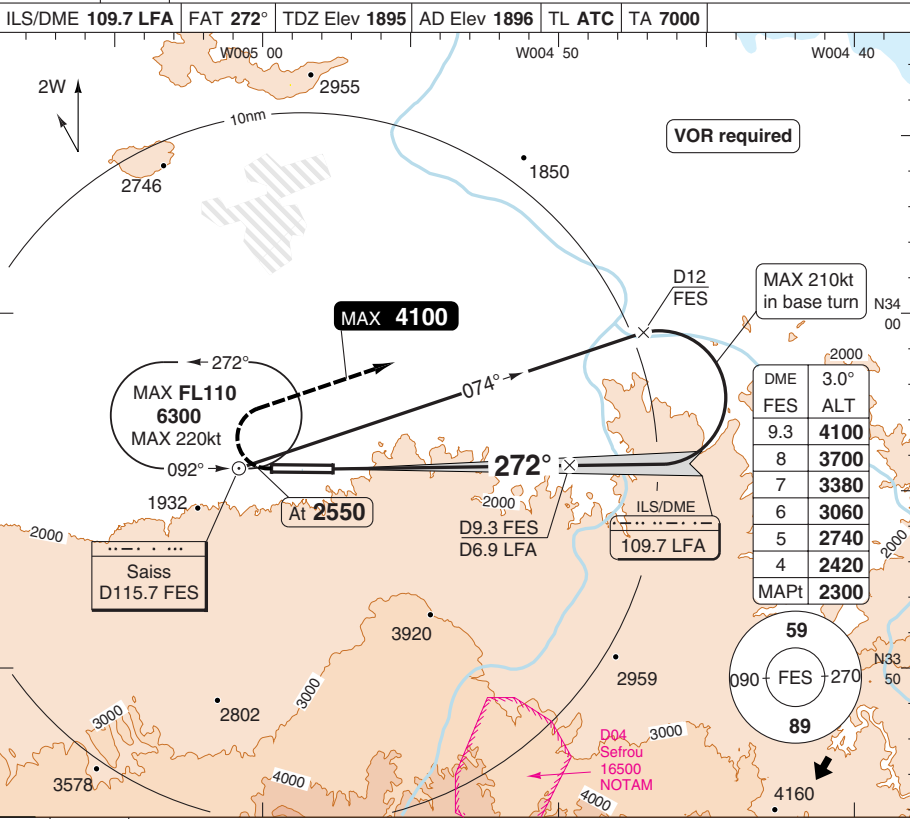 ILS/DME 109.7 LFA FAT 272° TDZ Elev 1895 AD Elev 1896 TL ATC TA 7000
W005 00 W004 50 W004 40
2W
2955
10nm
VOR required
2746
1850
D12
FES
MAX 210kt
in base turn
N34
00
MAX 4100
272°
MAX FL110
6300
MAX 220kt
092°
074°
2000
DME 3.0°
FES ALT
9.3 4100
8 3700
7 3380
6 3060
5 2740
4 2420
MAPt 2300
272°
1932
At 2550
2000
2000
D9.3 FES
D6.9 LFA
ILS/DME
109.7 LFA
2000
Saiss
D115.7 FES
3920
59
090 FES 270
89
N33
50
2959
2802
3000
3000
3000
D04
Sefrou
16500
NOTAM
3578
4000
4000
4160